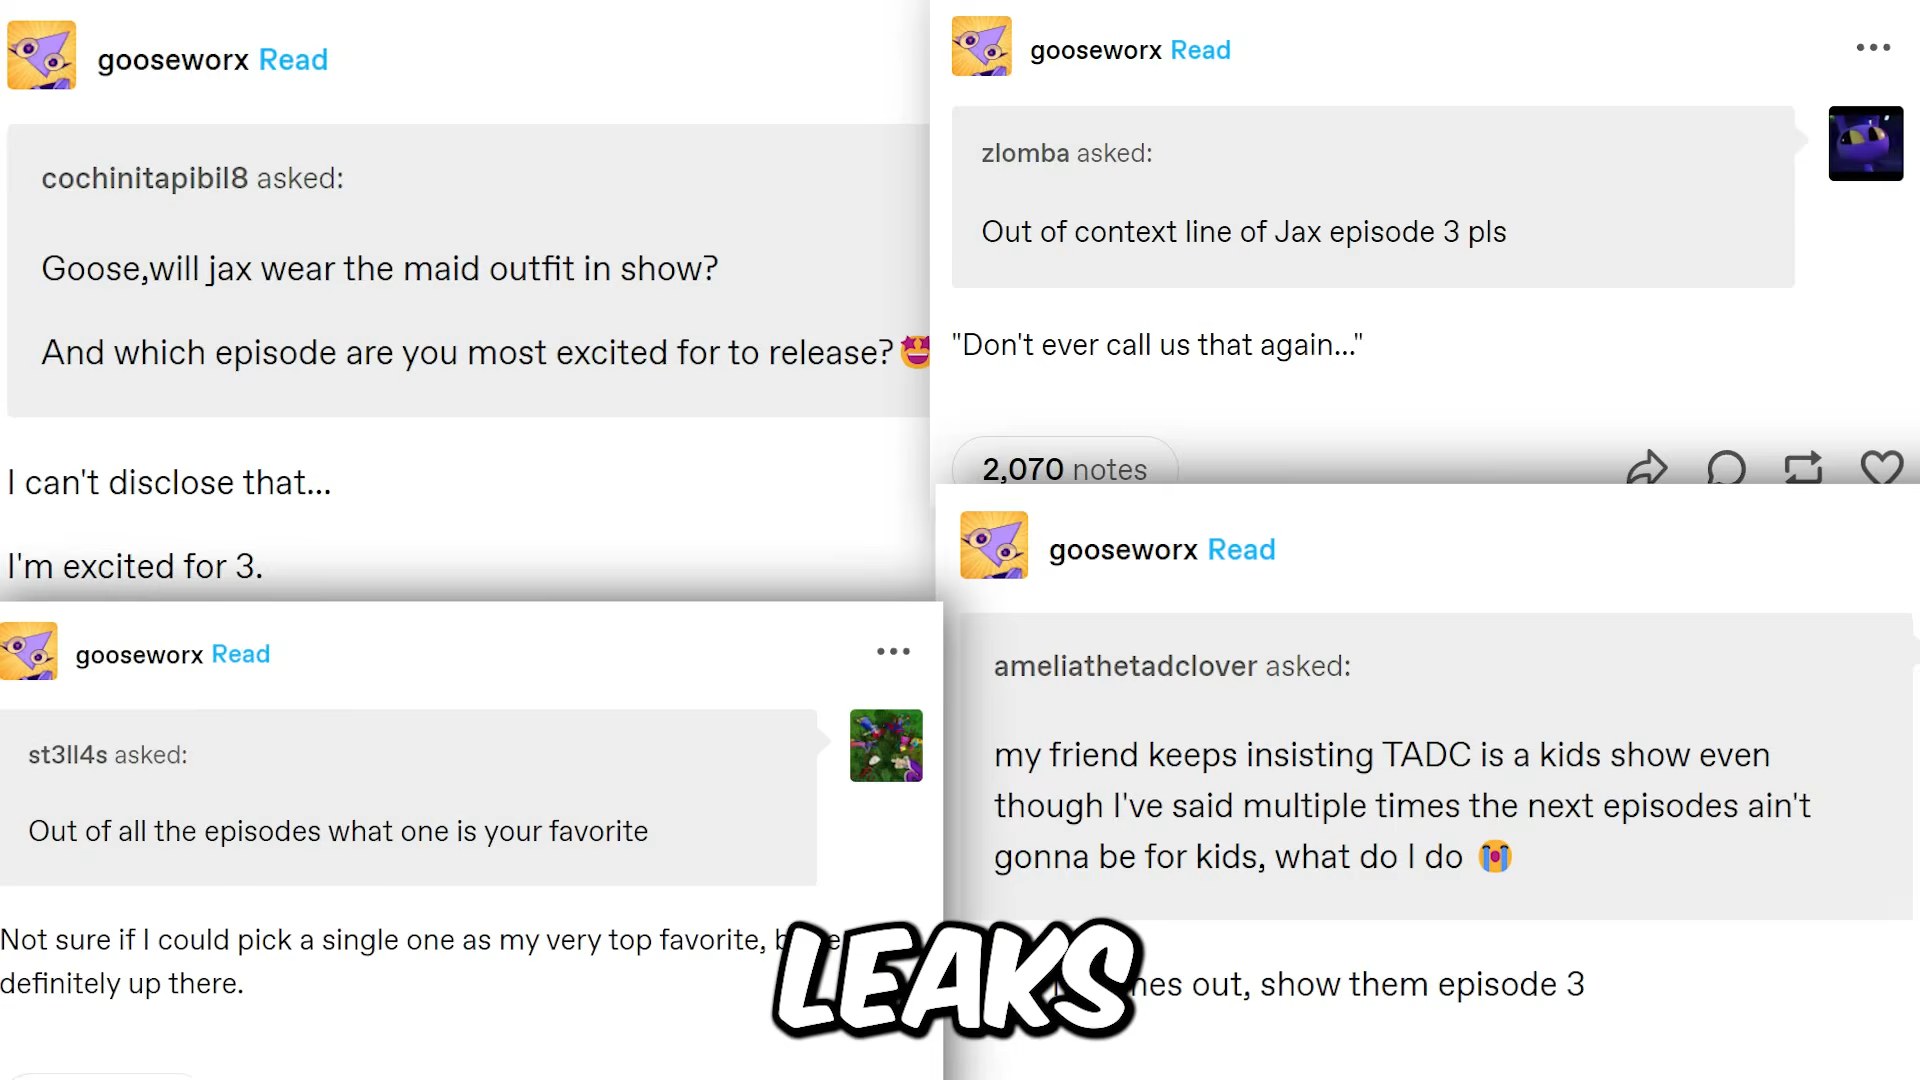 gooseworx Read
cochinitapibil8 asked:
Goose,will jax wear the maid outfit in show?
And which episode are you most excited for to release?🤩
I can't disclose that...
I'm excited for 3.
gooseworx Read
zlomba asked:
Out of context line of Jax episode 3 pls
"Don't ever call us that again..."
2,070 notes
gooseworx Read
st3ll4s asked:
Out of all the episodes what one is your favorite
Not sure if I could pick a single one as my very top favorite,
definitely up there.
gooseworx Read
ameliathetadclover asked:
my friend keeps insisting TADC is a kids show even
though I've said multiple times the next episodes ain't
gonna be for kids, what do I do 😭
out, show them episode 3
LEAKS